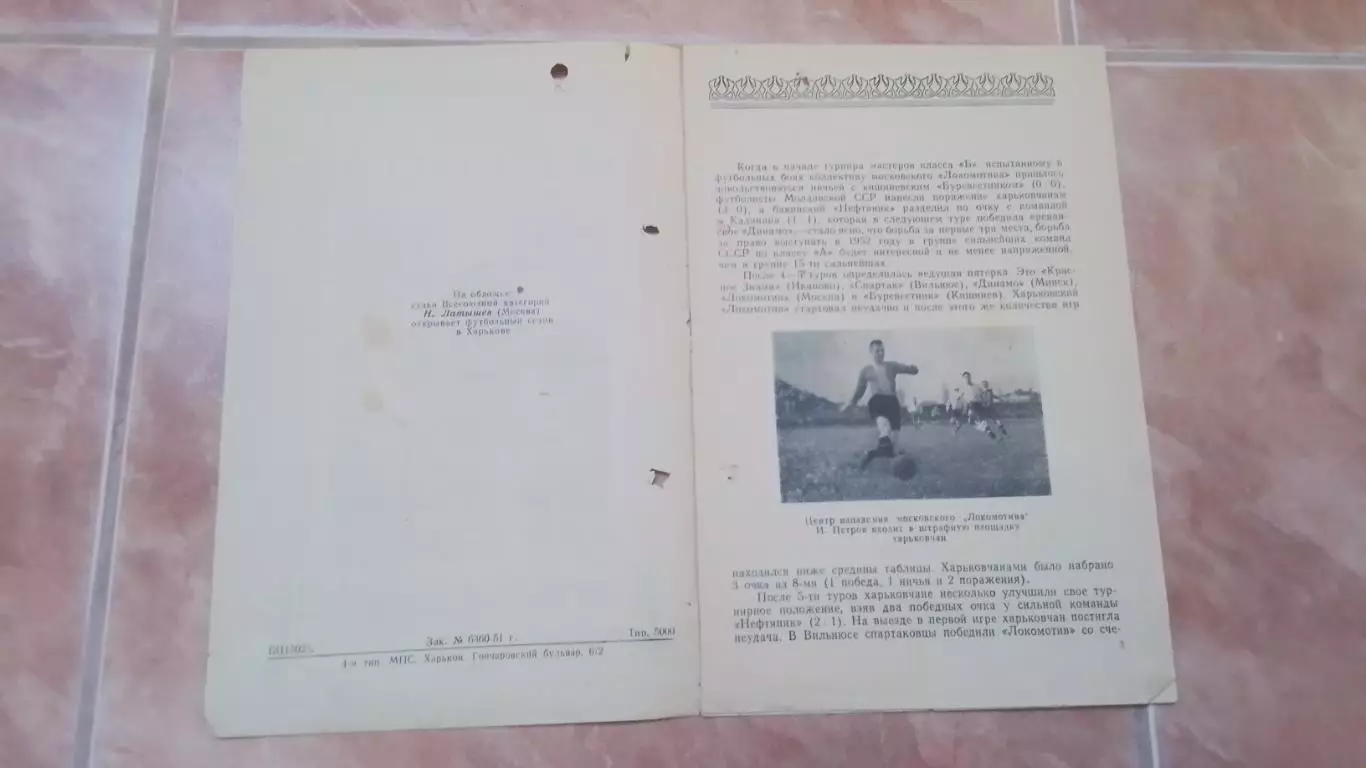 На обложке
судья Всесоюзной категории
Н. Латышев (Москва)
открывает футбольный сезон
в Харькове
Зак. № 6360-51 г.
Тир. 5000
4-я тип. МПС. Харьков. Гончаровский бульвар, 6/2
Когда в начале турнира мастеров класса «Б» испытанному в
футбольных боях коллективу московского «Локомотива» пришлось
довольствоваться ничьей с кишиневским «Буревестником» (0 : 0),
футболисты Молдавской ССР нанесли поражение харьковчанам
(3 : 0), а бакинский «Нефтяник» разделил по очку с командой
г. Калинина (1 : 1), которая в следующем туре победила ереван-
ское «Динамо», — стало ясно, что борьба за первые три места, борьба
за право выступать в 1952 году в группе сильнейших команд
СССР по классу «А» будет интересной и не менее напряженной,
чем в группе 15-ти сильнейших.
После 4— туров определилась ведущая пятерка. Это «Крас-
ное Знамя» (Иваново), «Спартак» (Вильнюс), «Динамо» (Минск),
«Локомотив» (Москва) и «Буревестник» (Кишинев). Харьковский
«Локомотив» стартовал неудачно и после этого же количества игр
Центр нападения московского „Локомотива“
И. Петров входит в штрафную площадку
харьковчан
находился ниже средины таблицы. Харьковчанами было набрано
3 очка из 8-ми (1 победа, 1 ничья и 2 поражения).
После 5-ти туров харьковчане несколько улучшили свое тур-
нирное положение, взяв два победных очка у сильной команды
«Нефтяник» (2 : 1). На выезде в первой игре харьковчан постигла
неудача. В Вильнюсе спартаковцы победили «Локомотив» со сче-
3